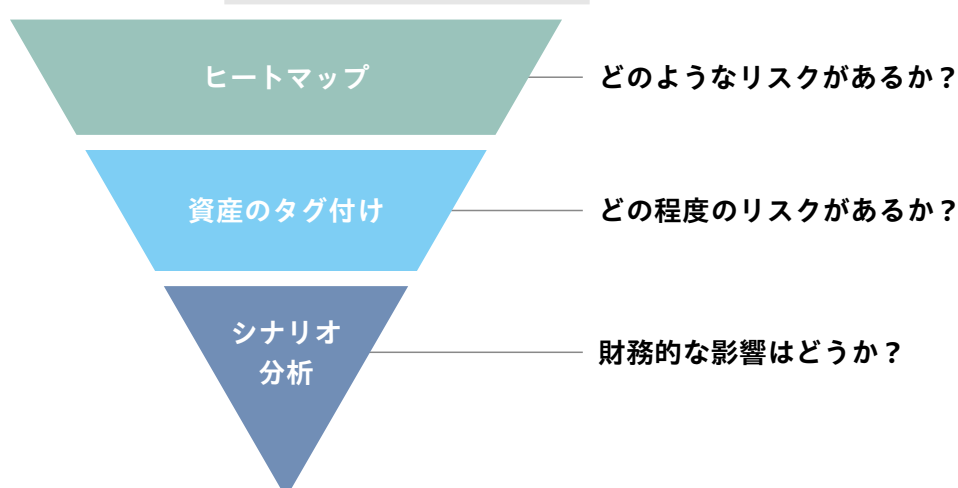 ヒートマップ
どのようなリスクがあるか？
資産のタグ付け
どの程度のリスクがあるか？
シナリオ
分析
財務的な影響はどうか？